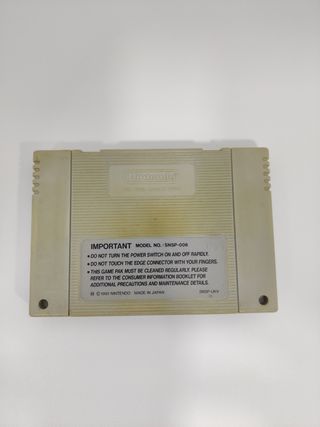 Nintendo
IMPORTANT MODEL NO. : SNSP-006
● DO NOT TURN THE POWER SWITCH ON AND OFF RAPIDLY.
● DO NOT TOUCH THE EDGE CONNECTOR WITH YOUR FINGERS.
● THIS GAME PAK MUST BE CLEANED REGULARLY. PLEASE
REFER TO THE CONSUMER INFORMATION BOOKLET FOR
ADDITIONAL PRECAUTIONS AND MAINTENANCE DETAILS.
© 1991 NINTENDO MADE IN JAPAN